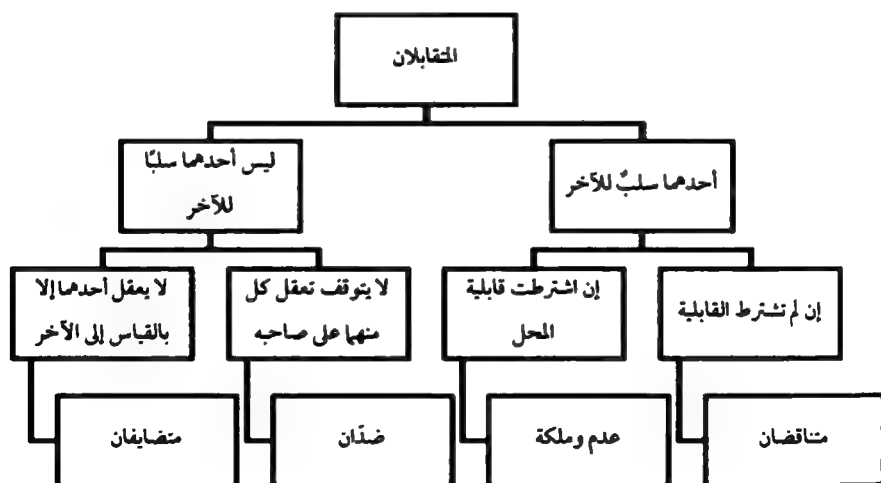 المتقابلان
أحدهما سلبٌ للآخر
ليس أحدهما سلبًا
للآخر
إن لم تشترط القابلية
إن اشترطت قابلية
المحل
لا يتوقف تعقل كل
منهما على صاحبه
لا يعقل أحدهما إلا
بالقياس إلى الآخر
متناقضان
عدم وملكة
ضدّان
متضايفان